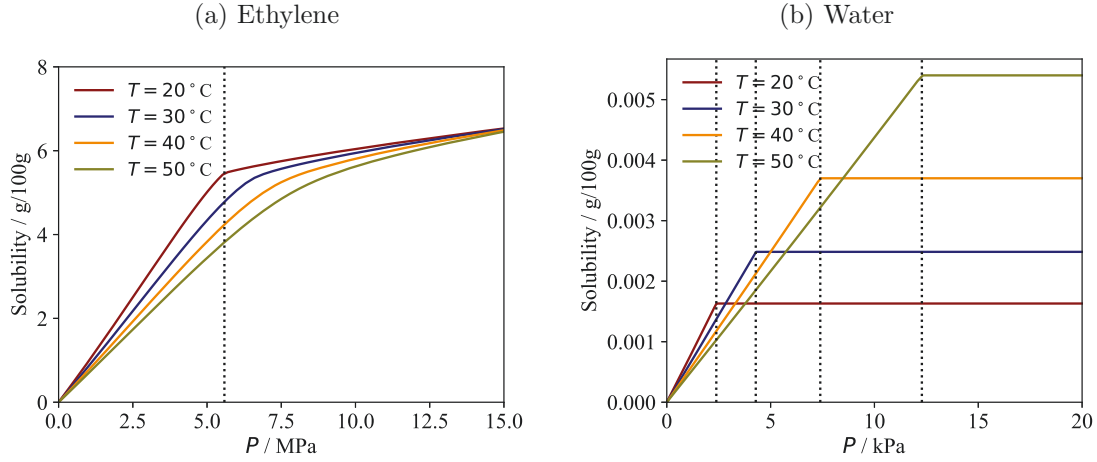 (a) Ethylene
8
6
4
2
0
Solubility / g/100g
T = 20 °C
T = 30 °C
T = 40 °C
T = 50 °C
0.0 2.5 5.0 7.5 10.0 12.5 15.0
P / MPa
(b) Water
0.005
0.004
0.003
0.002
0.001
0.000
Solubility / g/100g
T = 20 °C
T = 30 °C
T = 40 °C
T = 50 °C
0 5 10 15 20
P / kPa